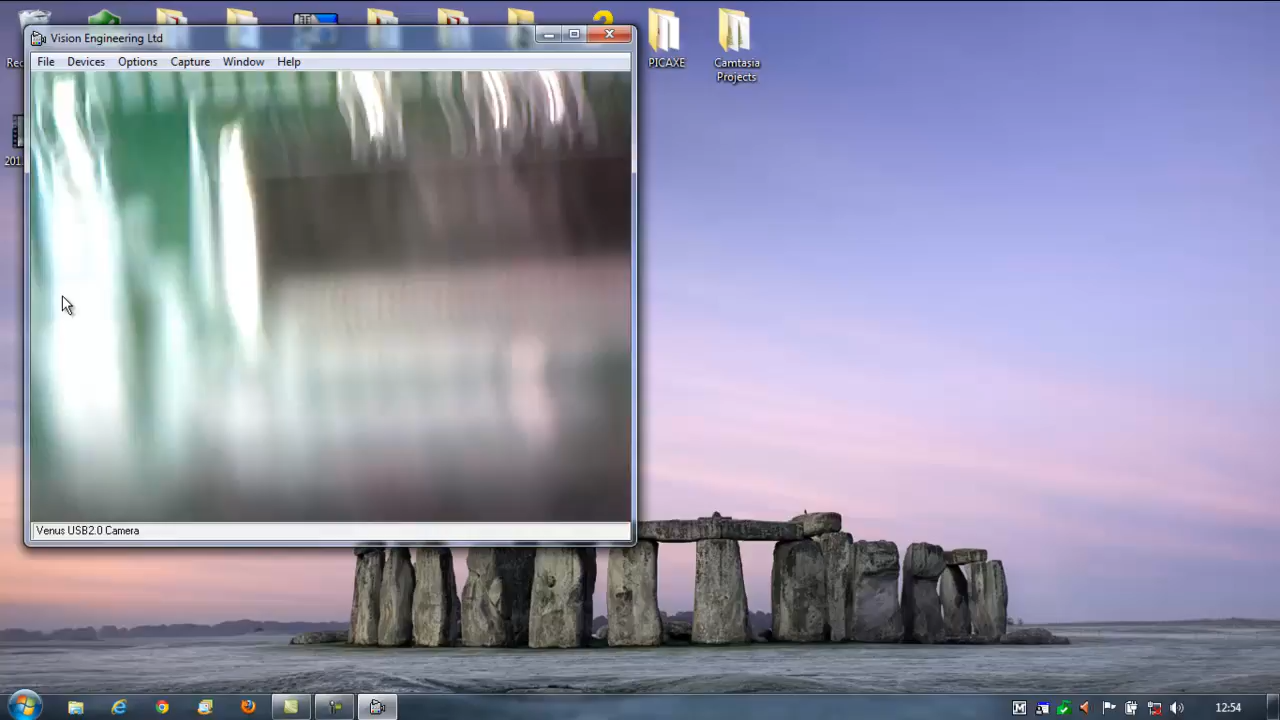 Vision Engineering Ltd
File Devices Options Capture Window Help
PICAXE
Camtasia
Projects
Venus USB2.0 Camera
12:54